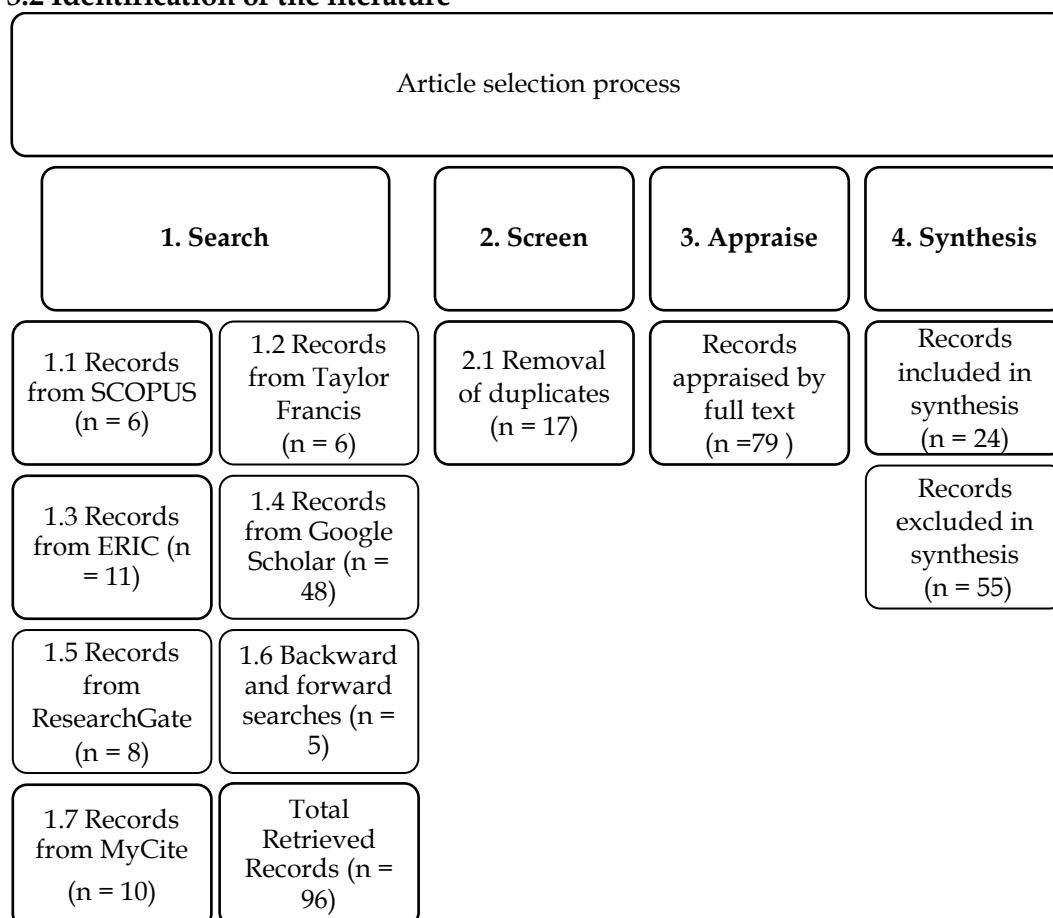 3.2 Identification of the literature
Article selection process
1. Search
2. Screen
3. Appraise
4. Synthesis
1.1 Records
from SCOPUS
(n = 6)
1.2 Records
from Taylor
Francis
(n = 6)
2.1 Removal
of duplicates
(n = 17)
Records
appraised by
full text
(n =79 )
Records
included in
synthesis
(n = 24)
1.3 Records
from ERIC (n
= 11)
1.4 Records
from Google
Scholar (n =
48)
Records
excluded in
synthesis
(n = 55)
1.5 Records
from
ResearchGate
(n = 8)
1.6 Backward
and forward
searches (n =
5)
1.7 Records
from MyCite
(n = 10)
Total
Retrieved
Records (n =
96)